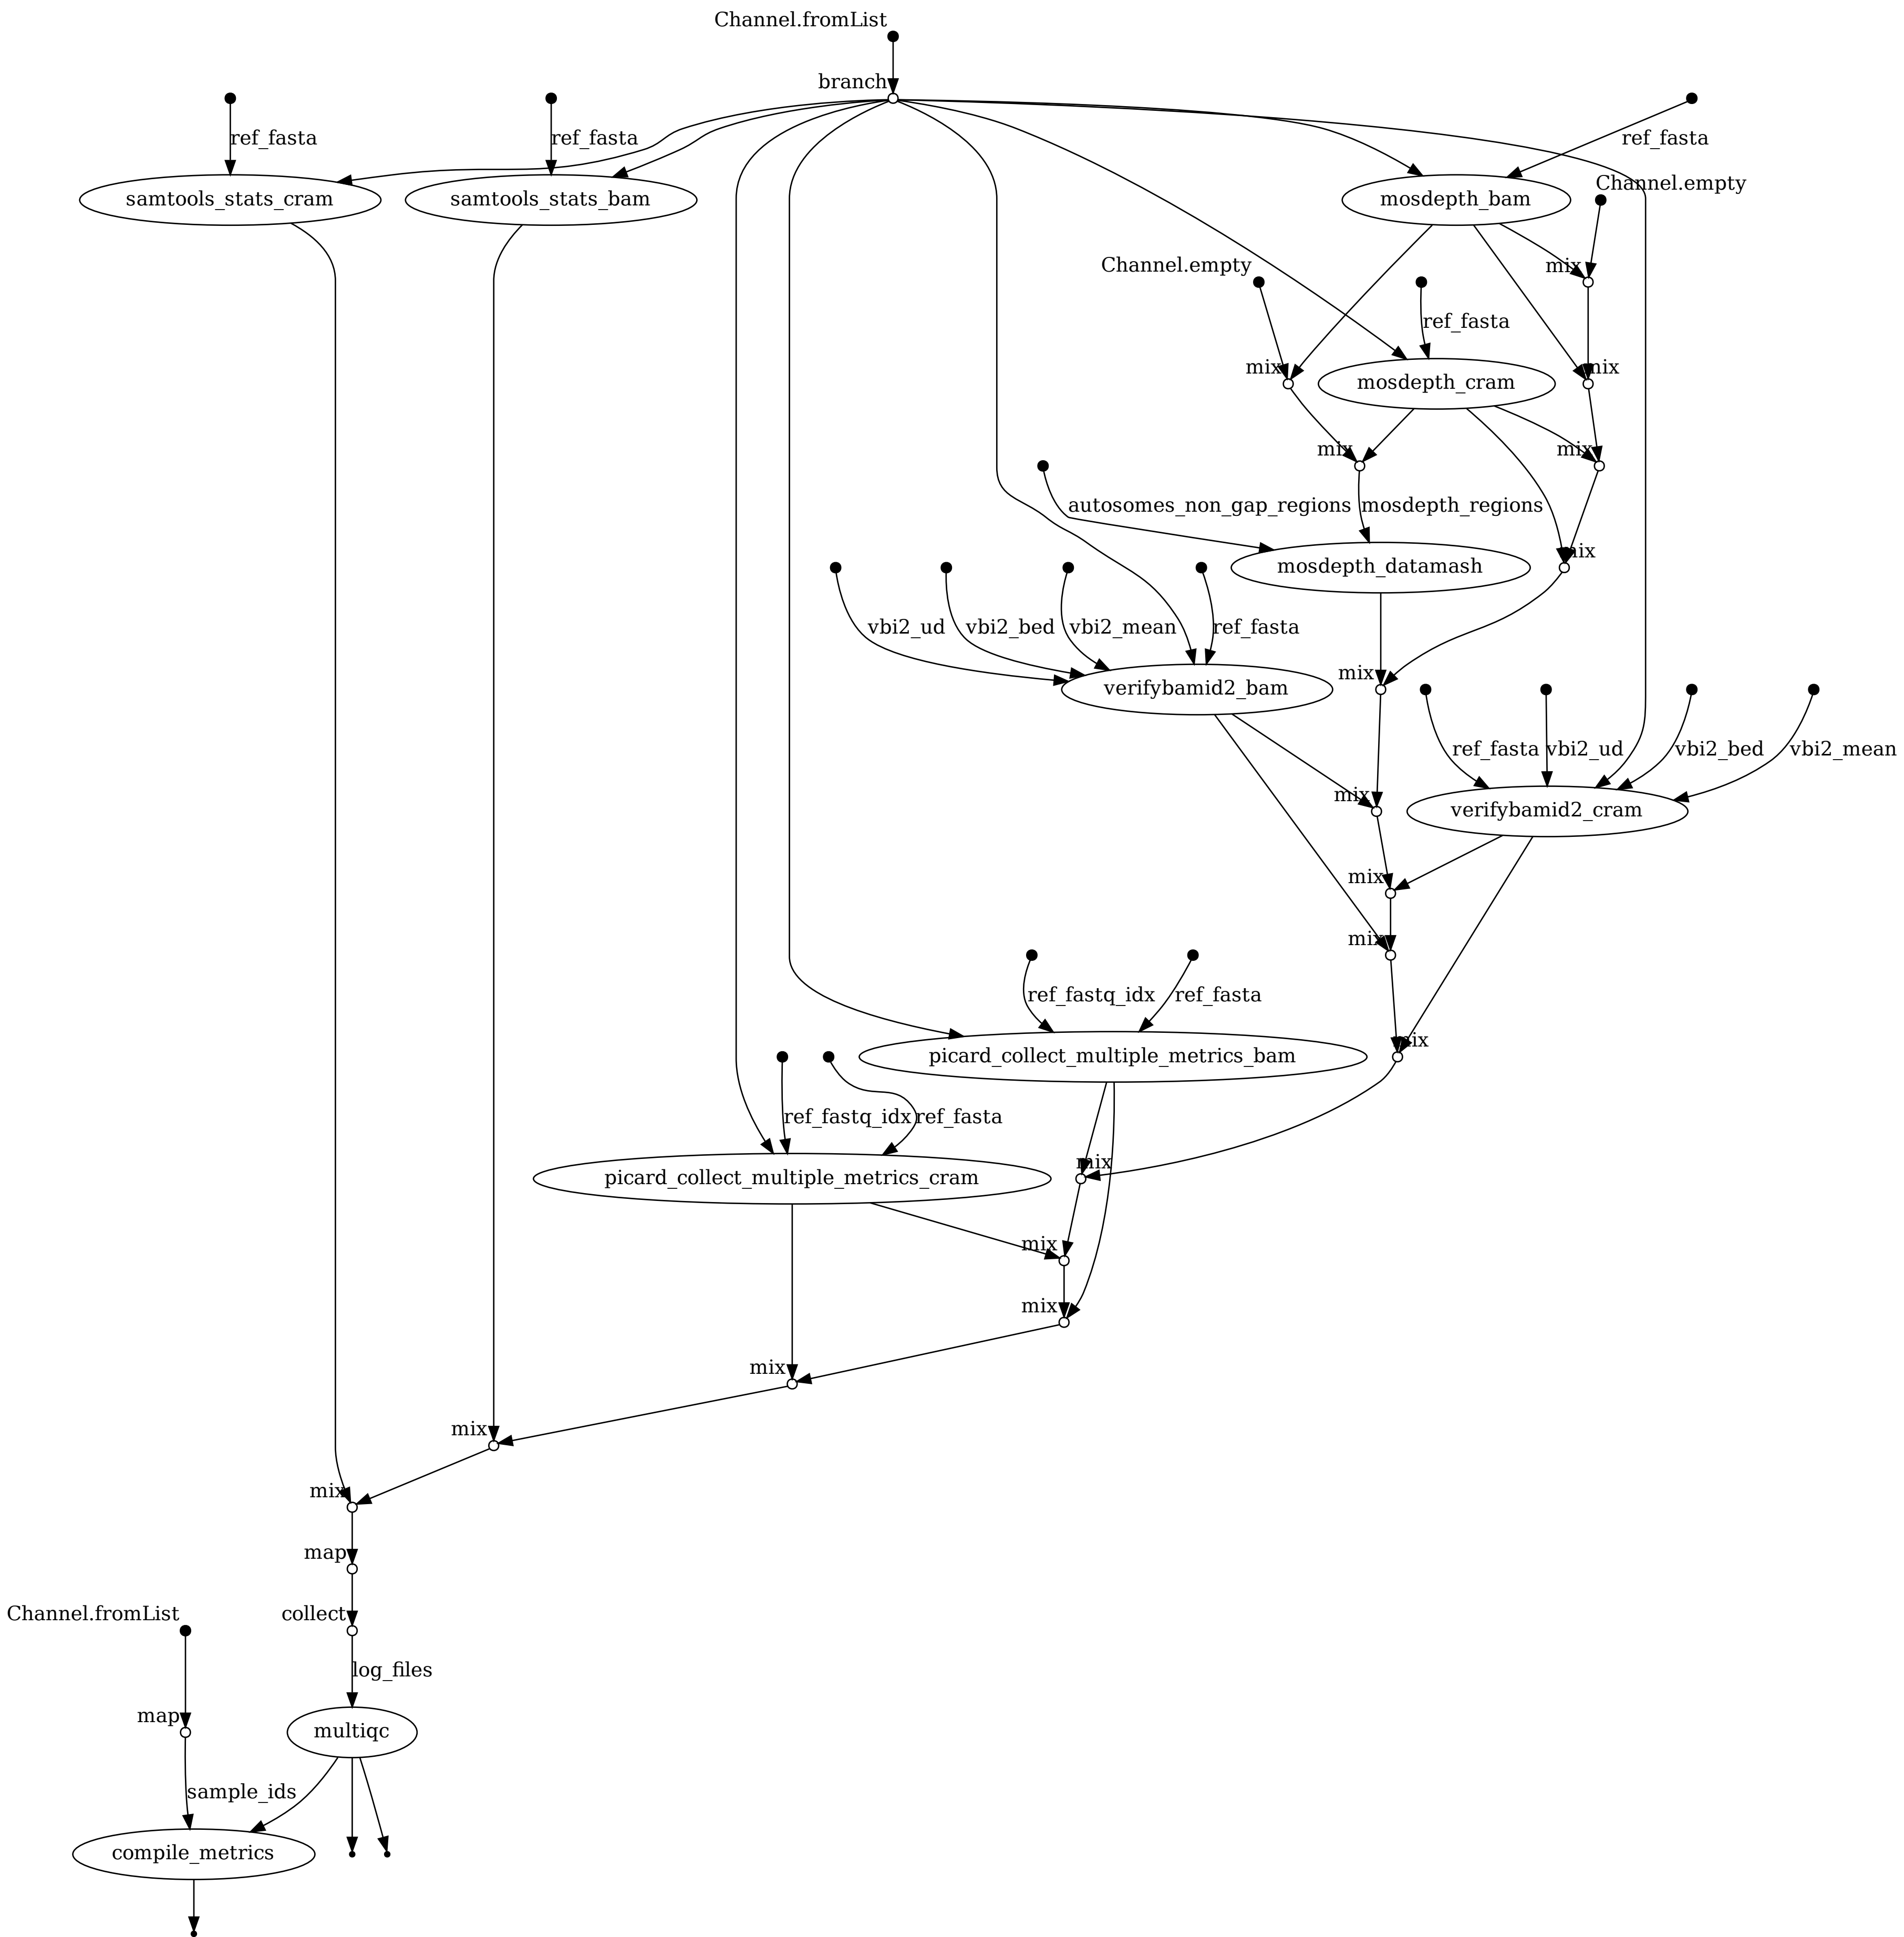 Channel.fromList
branch
ref_fasta
ref_fasta
ref_fasta
Channel.empty
samtools_stats_cram
samtools_stats_bam
mosdepth_bam
Channel.empty
mix
ref_fasta
mix
mix
mosdepth_cram
mix
mix
autosomes_non_gap_regions
mosdepth_regions
mix
mosdepth_datamash
vbi2_ud
vbi2_bed
vbi2_mean
ref_fasta
mix
verifybamid2_bam
ref_fasta
vbi2_ud
vbi2_bed
vbi2_mean
mix
verifybamid2_cram
mix
mix
ref_fastq_idx
ref_fasta
mix
picard_collect_multiple_metrics_bam
ref_fastq_idx
ref_fasta
mix
picard_collect_multiple_metrics_cram
mix
mix
mix
mix
mix
map
collect
Channel.fromList
log_files
map
multiqc
sample_ids
compile_metrics